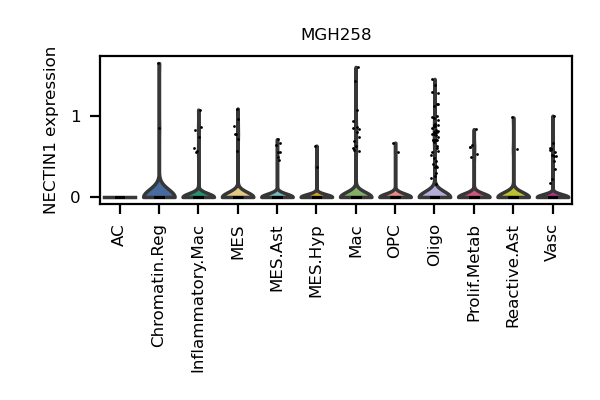 MGH258
NECTIN1 expression
1
0
AC
Chromatin.Reg
Inflammatory.Mac
MES
MES.Ast
MES.Hyp
Mac
OPC
Oligo
Prolif.Metab
Reactive.Ast
Vasc